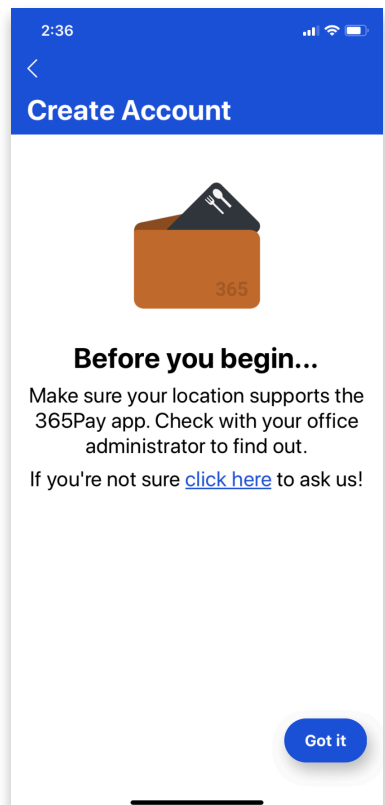 2:36
Create Account
365
Before you begin...
Make sure your location supports the
365Pay app. Check with your office
administrator to find out.
If you're not sure click here to ask us!
Got it